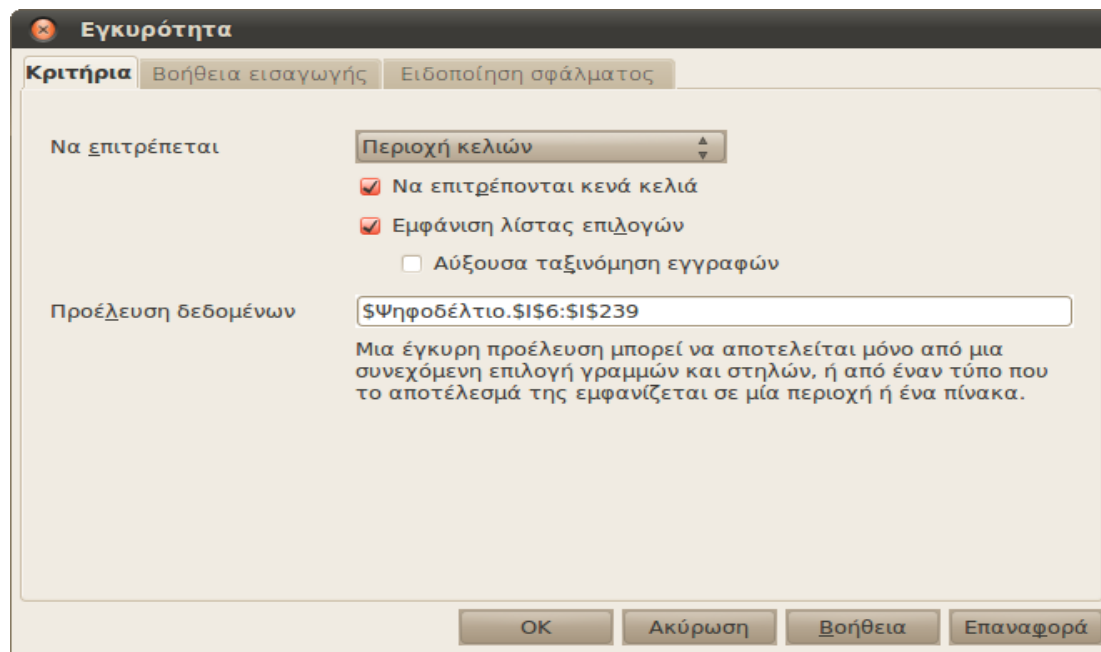 Εγκυρότητα
Κριτήρια Βοήθεια εισαγωγής Ειδοποίηση σφάλματος
Να επιτρέπεται Περιοχή κελιών
Να επιτρέπονται κενά κελιά
Εμφάνιση λίστας επιλογών
Αύξουσα ταξινόμηση εγγραφών
Προέλευση δεδομένων $Ψηφοδέλτιο.$I$6:$I$239
Μια έγκυρη προέλευση μπορεί να αποτελείται μόνο από μια
συνεχόμενη επιλογή γραμμών και στηλών, ή από έναν τύπο που
το αποτέλεσμά της εμφανίζεται σε μία περιοχή ή ένα πίνακα.
OK Ακύρωση Βοήθεια Επαναφορά